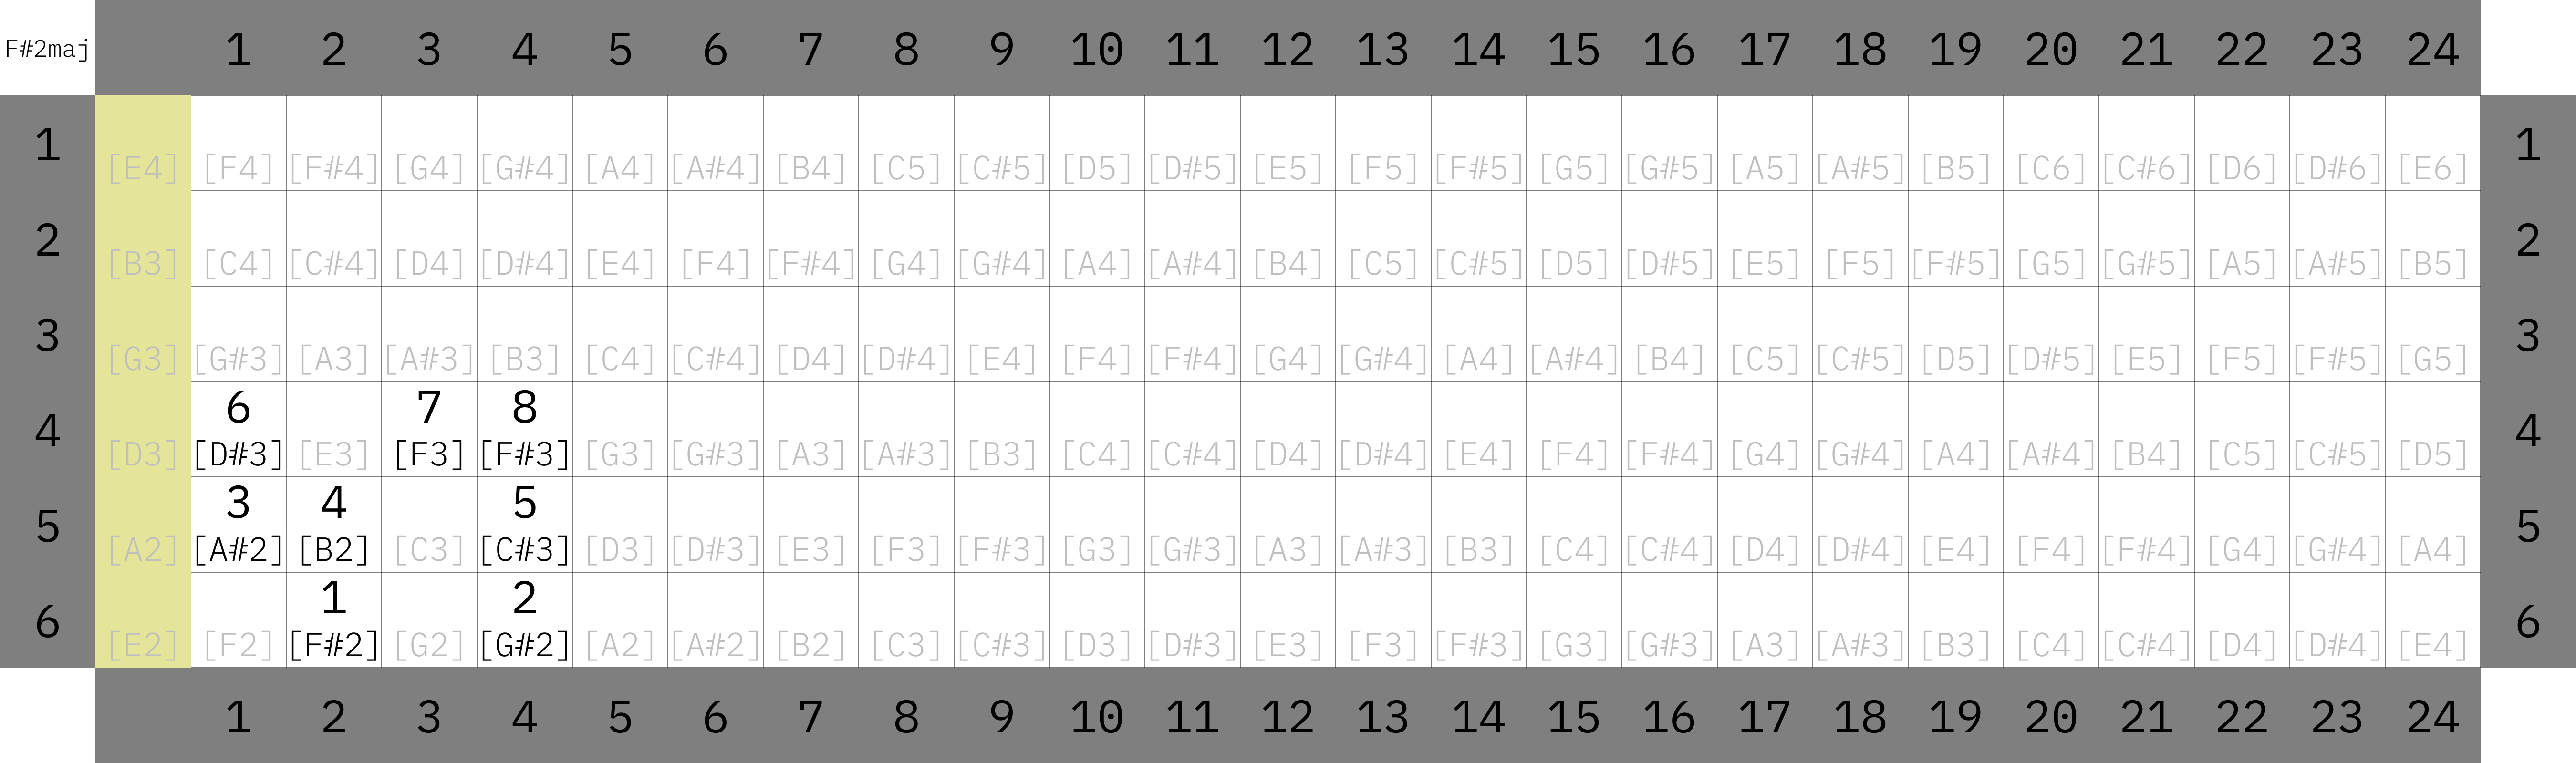 F#2maj 1 2 3 4 5 6 7 8 9 10 11 12 13 14 15 16 17 18 19 20 21 22 23 24
1 [E4] [F4] [F#4] [G4] [G#4] [A4] [A#4] [B4] [C5] [C#5] [D5] [D#5] [E5] [F5] [F#5] [G5] [G#5] [A5] [A#5] [B5] [C6] [C#6] [D6] [D#6] [E6] 1
2 [B3] [C4] [C#4] [D4] [D#4] [E4] [F4] [F#4] [G4] [G#4] [A4] [A#4] [B4] [C5] [C#5] [D5] [D#5] [E5] [F5] [F#5] [G5] [G#5] [A5] [A#5] [B5] 2
3 [G3] [G#3] [A3] [A#3] [B3] [C4] [C#4] [D4] [D#4] [E4] [F4] [F#4] [G4] [G#4] [A4] [A#4] [B4] [C5] [C#5] [D5] [D#5] [E5] [F5] [F#5] [G5] 3
6 7 8
4 [D3] [D#3] [E3] [F3] [F#3] [G3] [G#3] [A3] [A#3] [B3] [C4] [C#4] [D4] [D#4] [E4] [F4] [F#4] [G4] [G#4] [A4] [A#4] [B4] [C5] [C#5] [D5] 4
3 4 5
5 [A2] [A#2] [B2] [C3] [C#3] [D3] [D#3] [E3] [F3] [F#3] [G3] [G#3] [A3] [A#3] [B3] [C4] [C#4] [D4] [D#4] [E4] [F4] [F#4] [G4] [G#4] [A4] 5
1 2
6 [E2] [F2] [F#2] [G2] [G#2] [A2] [A#2] [B2] [C3] [C#3] [D3] [D#3] [E3] [F3] [F#3] [G3] [G#3] [A3] [A#3] [B3] [C4] [C#4] [D4] [D#4] [E4] 6
1 2 3 4 5 6 7 8 9 10 11 12 13 14 15 16 17 18 19 20 21 22 23 24